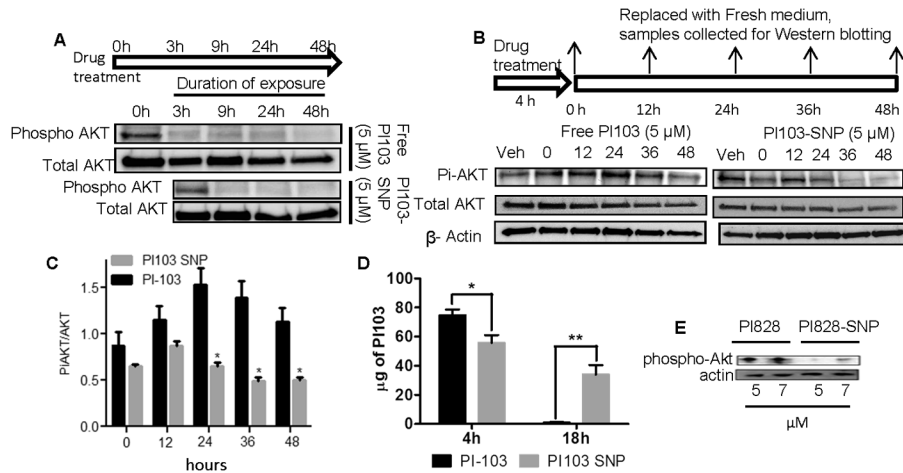 A
0h 3h 9h 24h 48h
Drug
treatment
Duration of exposure
0h 3h 9h 24h 48h
Phospho AKT
Total AKT
Free
PI103
(5 µM)
Phospho AKT
Total AKT
PI103-
SNP
(5 µM)
B
Replaced with Fresh medium,
samples collected for Western blotting
Drug
treatment
4 h
0 h 12h 24h 36h 48h
Free PI103 (5 µM) PI103-SNP (5 µM)
Veh 0 12 24 36 48 Veh 0 12 24 36 48
Pi-AKT
Total AKT
β- Actin
C
PI103 SNP
PI-103
PIAKT/AKT
1.5
1.0
0.5
0.0
* * *
0 12 24 36 48
hours
D
µg of PI103
100
80
60
40
20
0
*
**
4h 18h
PI-103 PI103 SNP
E
PI828 PI828-SNP
phospho-Akt
actin
5 7 5 7
µM